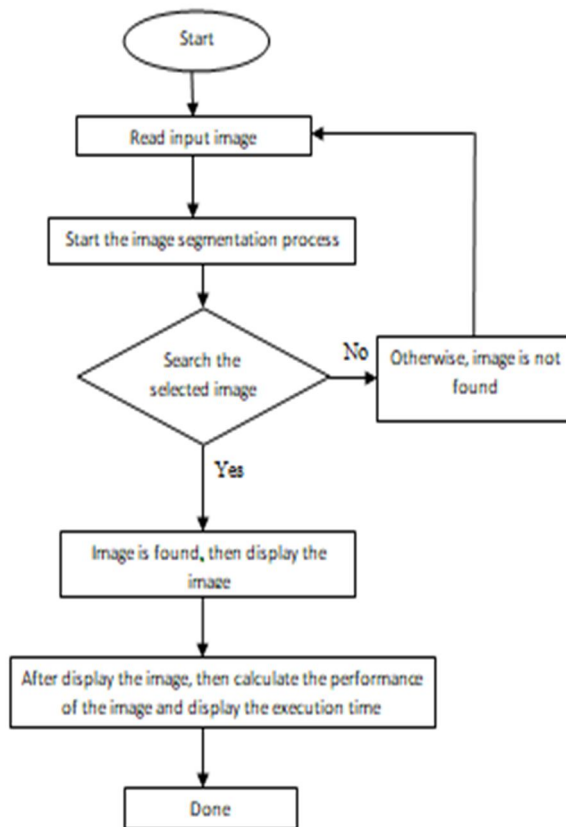 Start
Read input image
Start the image segmentation process
Search the
selected image
No
Otherwise, image is not
found
Yes
Image is found, then display the
image
After display the image, then calculate the performance
of the image and display the execution time
Done